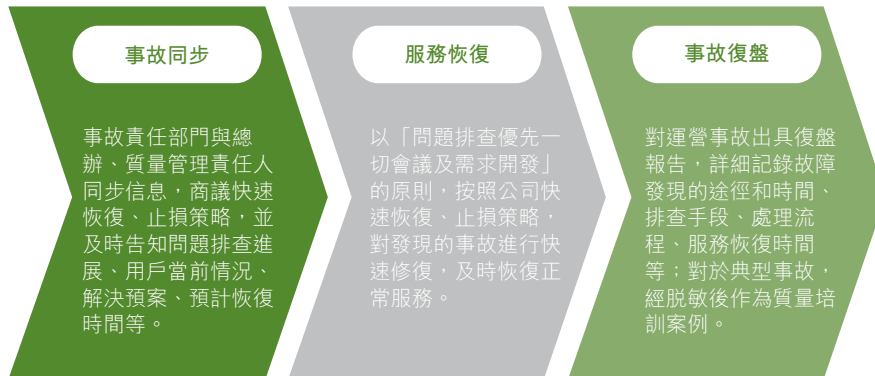 事故同步
事故責任部門與總
辦、質量管理責任人
同步信息，商議快速
恢復、止損策略，並
及時告知問題排查進
展、用戶當前情況、
解決預案、預計恢復
時間等。
服務恢復
以「問題排查優先一
切會議及需求開發」
的原則，按照公司快
速恢復、止損策略，
對發現的事故進行快
速修復，及時恢復正
常服務。
事故復盤
對運營事故出具復盤
報告，詳細記錄故障
發現的途徑和時間、
排查手段、處理流
程、服務恢復時間
等；對於典型事故，
經脱敏後作為質量培
訓案例。